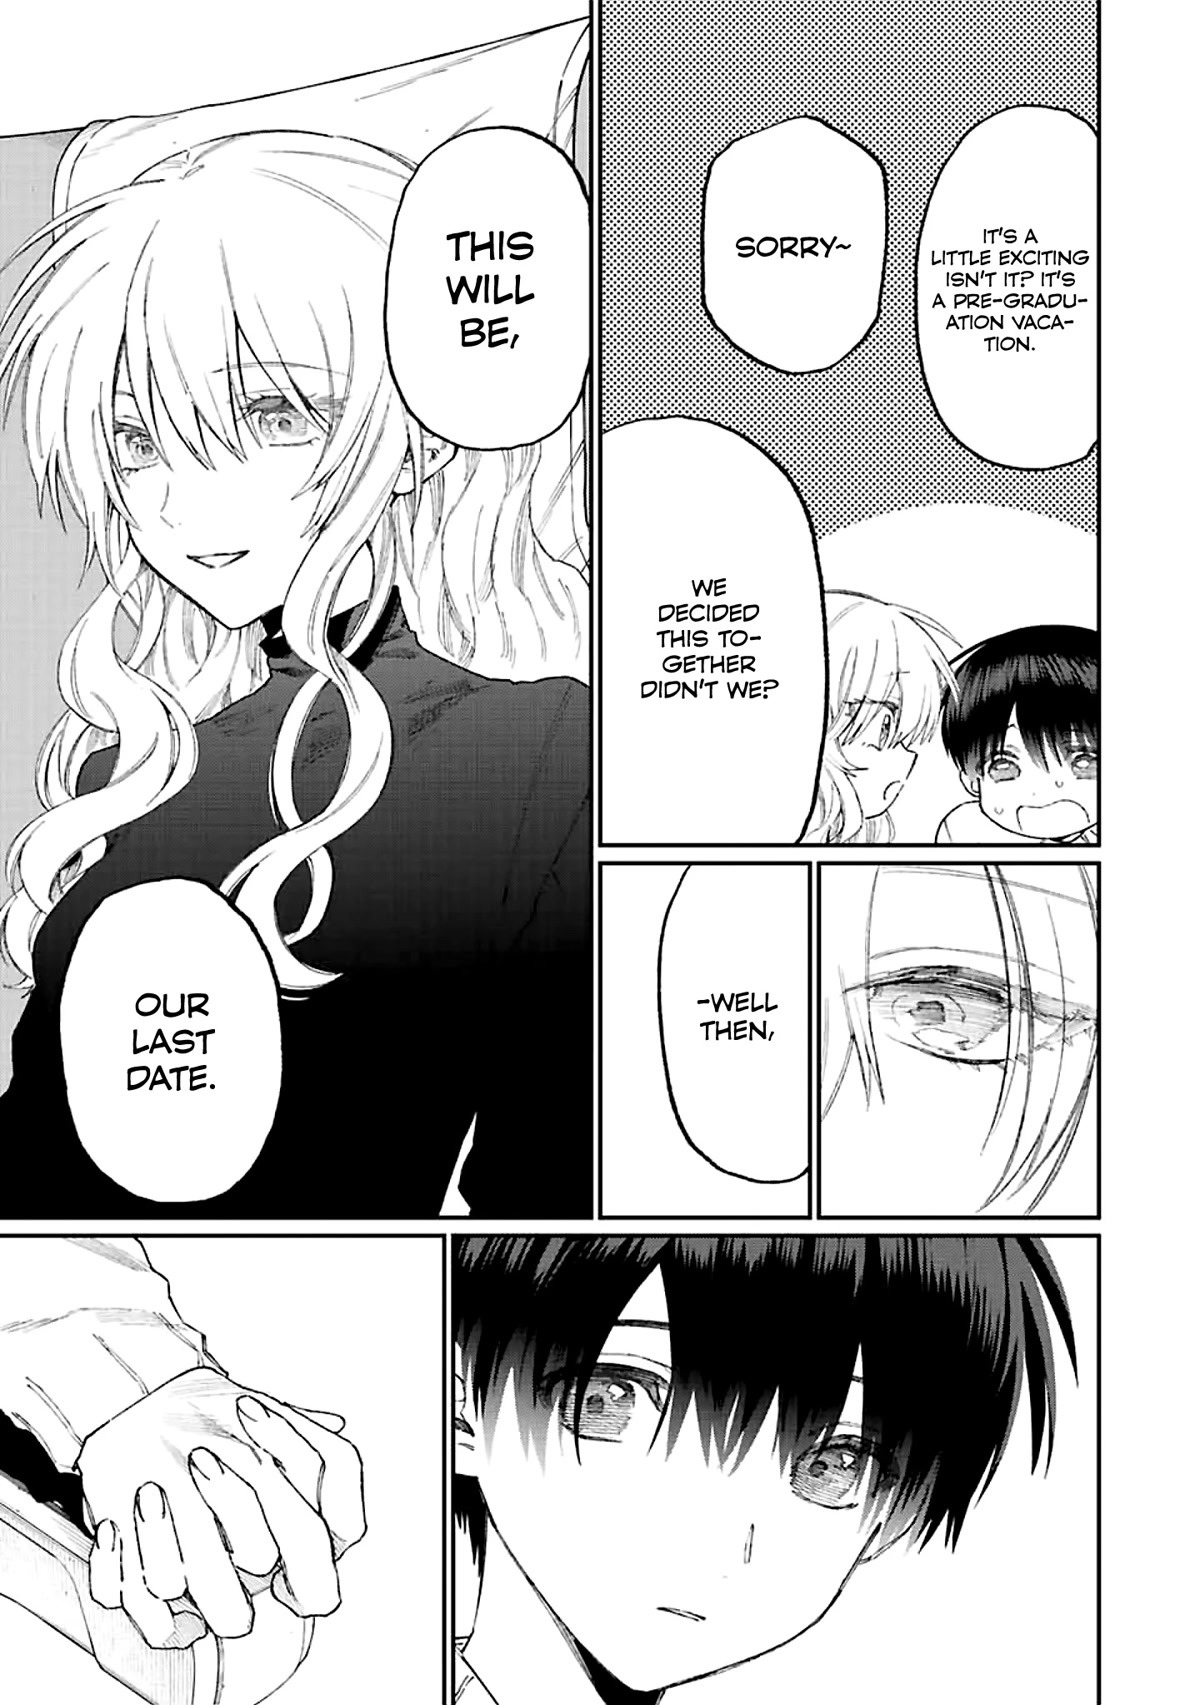 IT'S A
LITTLE EXCITING
ISN'T IT? IT'S
A PRE-GRADU-
ATION VACA-
TION.
SORRY~
WE
DECIDED
THIS TO-
GETHER
DIDN'T WE?
-WELL
THEN,
THIS
WILL
BE,
OUR
LAST
DATE.